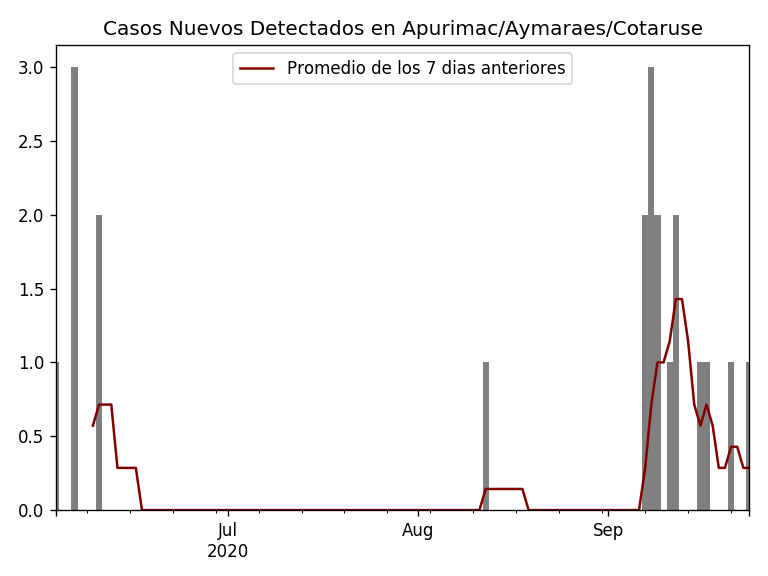 Casos Nuevos Detectados en Apurimac/Aymaraes/Cotaruse
Promedio de los 7 dias anteriores
3.0
2.5
2.0
1.5
1.0
0.5
0.0
Jul
2020
Aug
Sep